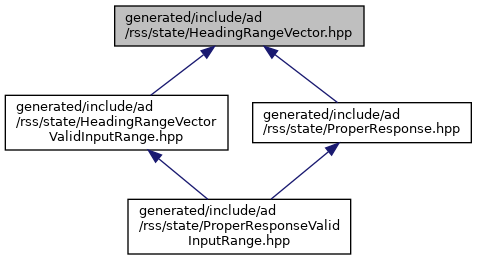 generated/include/ad
/rss/state/HeadingRangeVector.hpp
generated/include/ad
/rss/state/HeadingRangeVector
ValidInputRange.hpp
generated/include/ad
/rss/state/ProperResponse.hpp
generated/include/ad
/rss/state/ProperResponseValid
InputRange.hpp